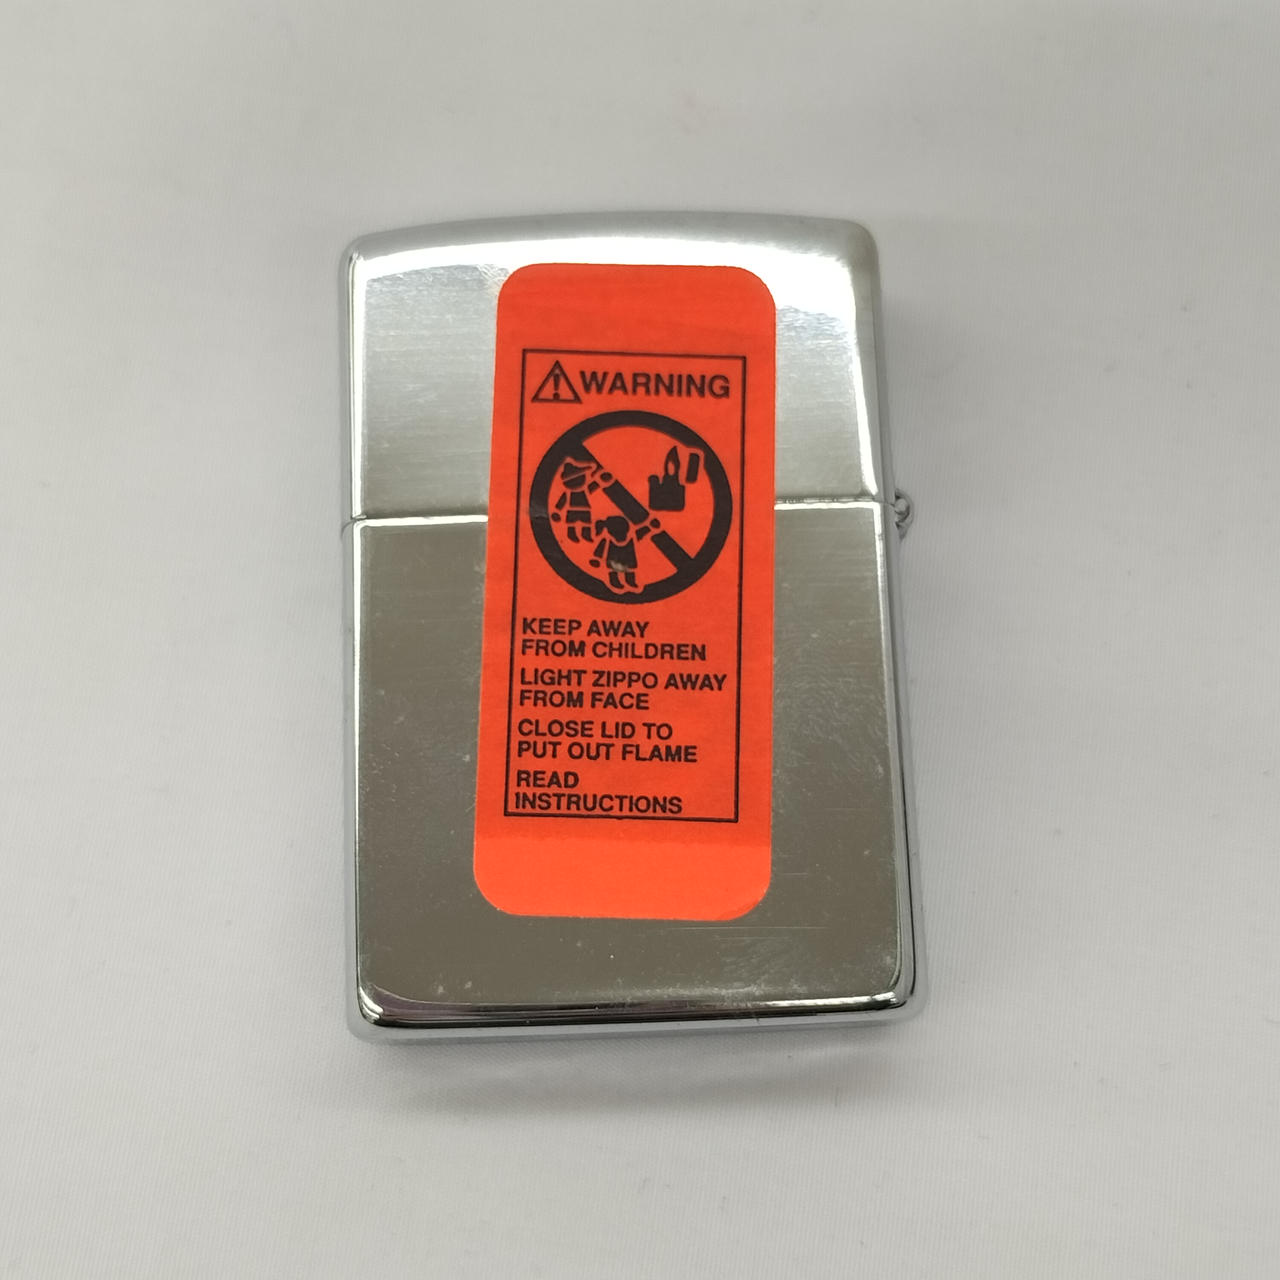 WARNING
KEEP AWAY
FROM CHILDREN
LIGHT ZIPPO AWAY
FROM FACE
CLOSE LID TO
PUT OUT FLAME
READ
INSTRUCTIONS